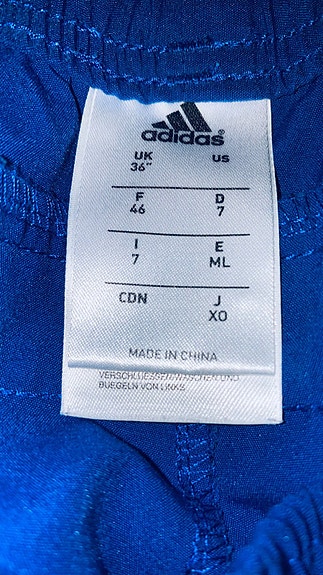 adidas®
UK US
36"
F D
46 7
I E
7 ML
CDN J
XO
MADE IN CHINA
BUEGELN VON LINKS